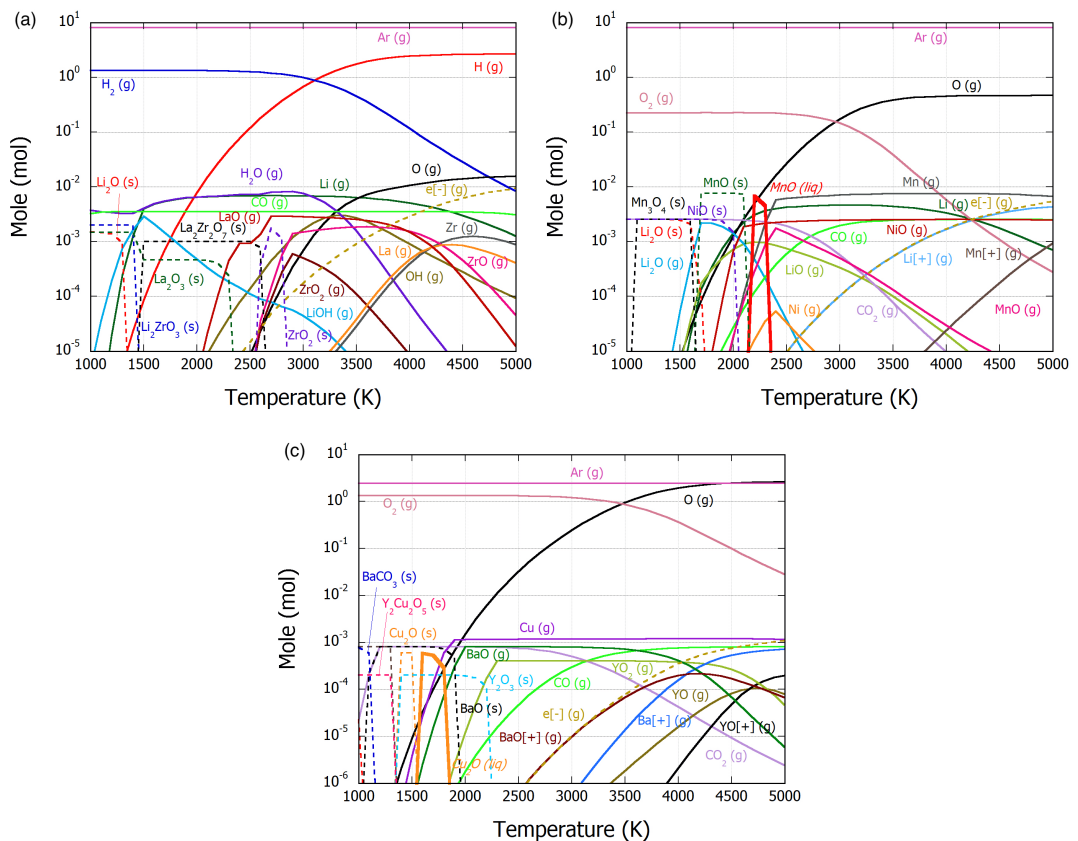 (a)
10¹
10⁰
10⁻¹
10⁻²
10⁻³
10⁻⁴
10⁻⁵
Mole (mol)
Ar (g)
H (g)
H₂ (g)
O (g)
H₂O (g)
Li (g)
e[-] (g)
Li₂O (s)
CO (g)
LaO (g)
La₂Zr₂O₇ (s)
Zr (g)
La (g)
ZrO (g)
La₂O₃ (s)
OH (g)
ZrO₂ (g)
LiOH (g)
Li₂ZrO₃ (s)
ZrO₂ (s)
1000 1500 2000 2500 3000 3500 4000 4500 5000
Temperature (K)
(b)
10¹
10⁰
10⁻¹
10⁻²
10⁻³
10⁻⁴
10⁻⁵
Mole (mol)
Ar (g)
O (g)
O₂ (g)
MnO (s)
MnO (liq)
Mn (g)
Mn₃O₄ (s)
NiO (s)
Li (g)
e[-] (g)
Li₂O (s)
CO (g)
NiO (g)
Li₂O (g)
LiO (g)
Li[+] (g)
Mn[+] (g)
Ni (g)
CO₂ (g)
MnO (g)
1000 1500 2000 2500 3000 3500 4000 4500 5000
Temperature (K)
(c)
10¹
10⁰
10⁻¹
10⁻²
10⁻³
10⁻⁴
10⁻⁵
10⁻⁶
Mole (mol)
Ar (g)
O₂ (g)
O (g)
BaCO₃ (s)
Y₂Cu₂O₅ (s)
Cu₂O (s)
Cu (g)
BaO (g)
YO₂ (g)
CO (g)
Y₂O₃ (s)
YO (g)
BaO (s)
e[-] (g)
Ba[+] (g)
YO[+] (g)
BaO[+] (g)
CO₂ (g)
Cu₂O (liq)
1000 1500 2000 2500 3000 3500 4000 4500 5000
Temperature (K)